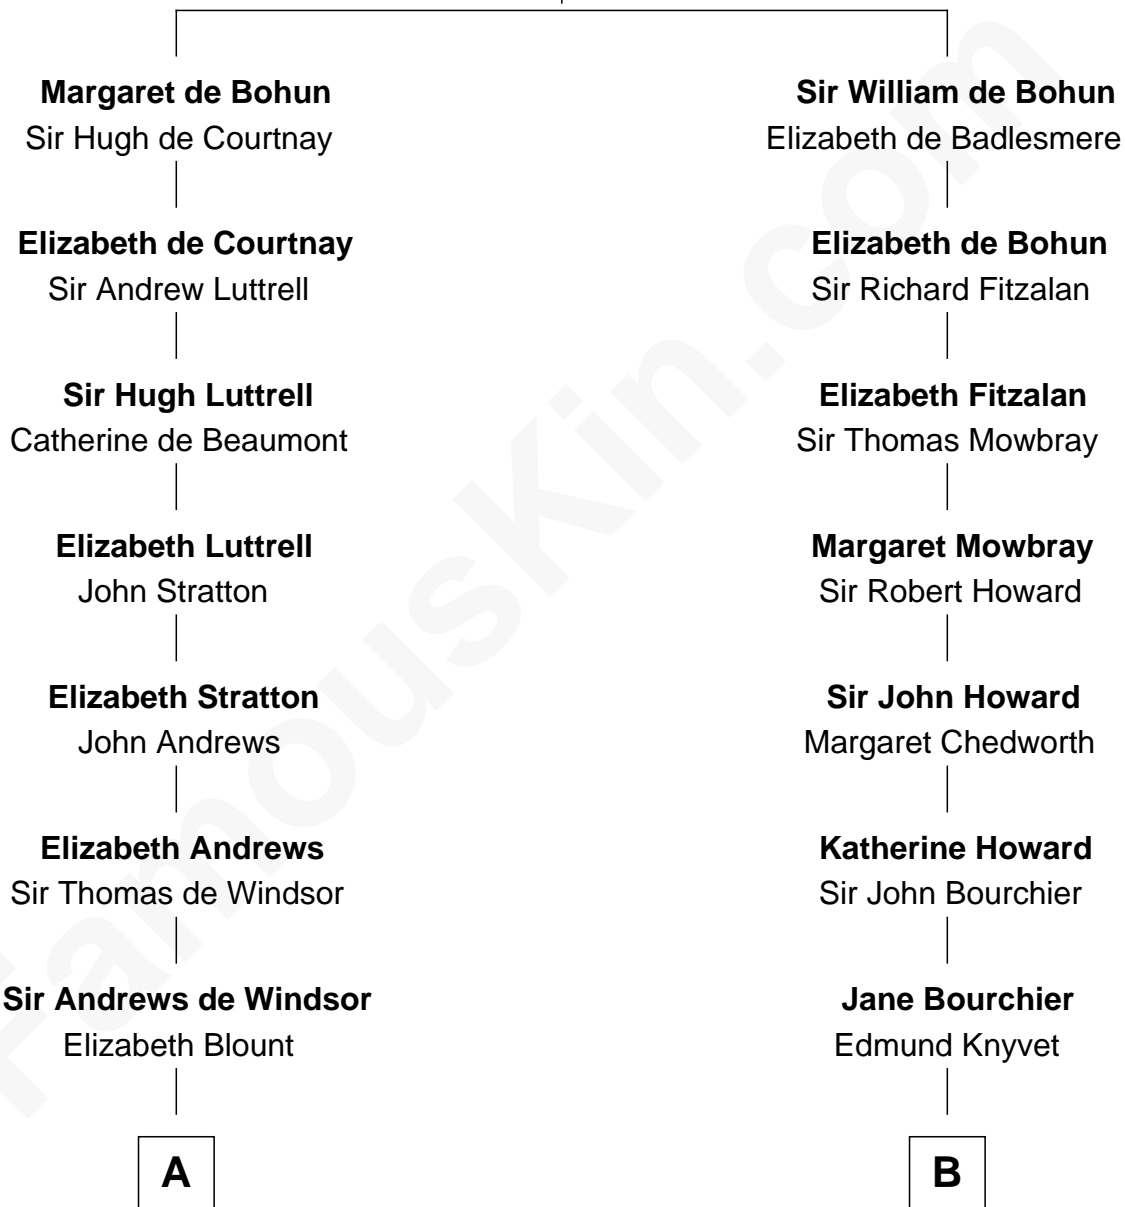 Margaret de Bohun
Sir Hugh de Courtnay
Elizabeth de Courtnay
Sir Andrew Luttrell
Sir Hugh Luttrell
Catherine de Beaumont
Elizabeth Luttrell
John Stratton
Elizabeth Stratton
John Andrews
Elizabeth Andrews
Sir Thomas de Windsor
Sir Andrews de Windsor
Elizabeth Blount
A
Sir William de Bohun
Elizabeth de Badlesmere
Elizabeth de Bohun
Sir Richard Fitzalan
Elizabeth Fitzalan
Sir Thomas Mowbray
Margaret Mowbray
Sir Robert Howard
Sir John Howard
Margaret Chedworth
Katherine Howard
Sir John Bourchier
Jane Bourchier
Edmund Knyvet
B
FamousKin.com